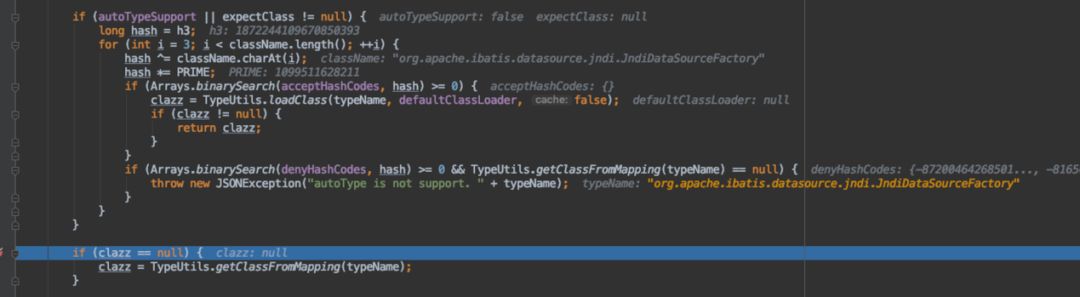 if (autoTypeSupport || expectClass != null) { autoTypeSupport: false expectClass: null
long hash = h3; h3: 1872244109670850393
for (int i = 3; i < className.length(); ++i) {
hash ^= className.charAt(i); className: "org.apache.ibatis.datasource.jndi.JndiDataSourceFactory"
hash *= PRIME; PRIME: 1099511628211
if (Arrays.binarySearch(acceptHashCodes, hash) >= 0) { acceptHashCodes: {}
clazz = TypeUtils.loadClass(typeName, defaultClassLoader, cache: false); defaultClassLoader: null
if (clazz != null) {
return clazz;
}
}
if (Arrays.binarySearch(denyHashCodes, hash) >= 0 && TypeUtils.getClassFromMapping(typeName) == null) { denyHashCodes: {-87200464268501..., -8165
throw new JSONException("autoType is not support. " + typeName); typeName: "org.apache.ibatis.datasource.jndi.JndiDataSourceFactory"
}
}
}
if (clazz == null) { clazz: null
clazz = TypeUtils.getClassFromMapping(typeName);
}